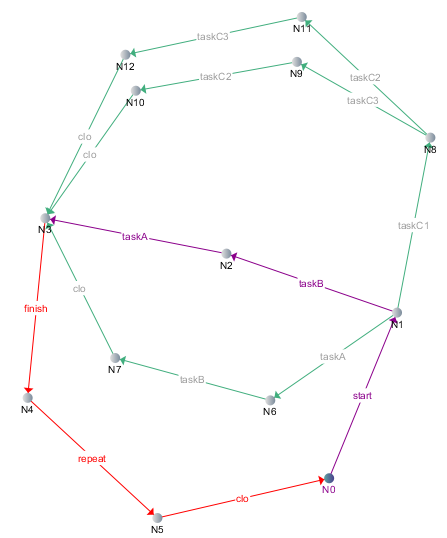 N11
taskC3
N12
N9
taskC2
taskC2
N10
taskC3
clo
N8
clo
taskC1
N3
taskA
N2
taskB
clo
finish
N1
taskA
N7
taskB
start
N4
N6
repeat
N0
clo
N5